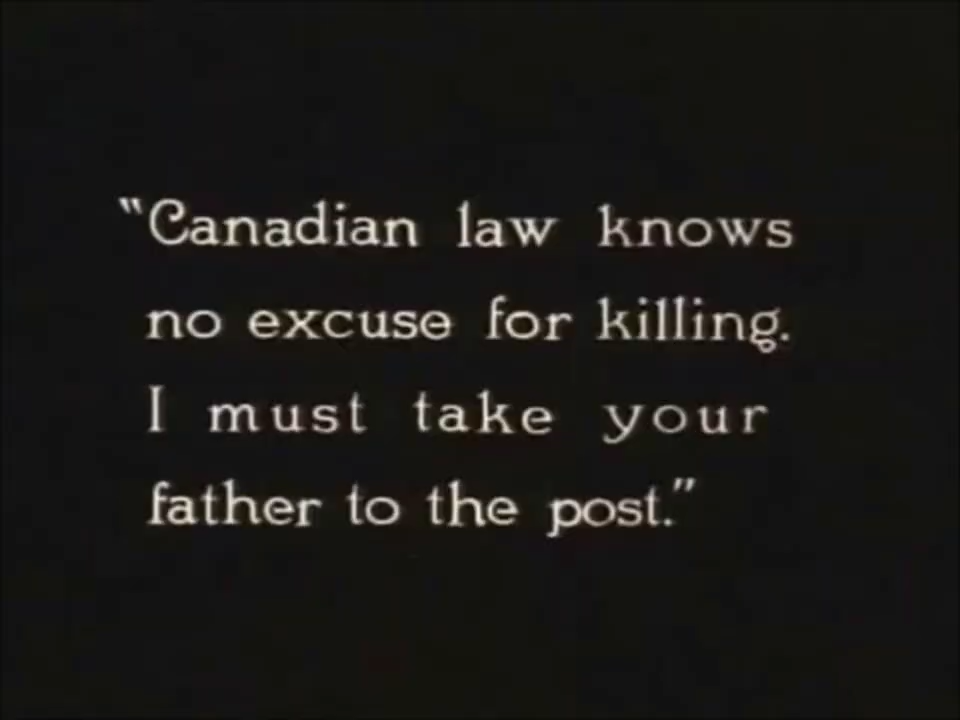 “Canadian law knows
no excuse for killing.
I must take your
father to the post.”